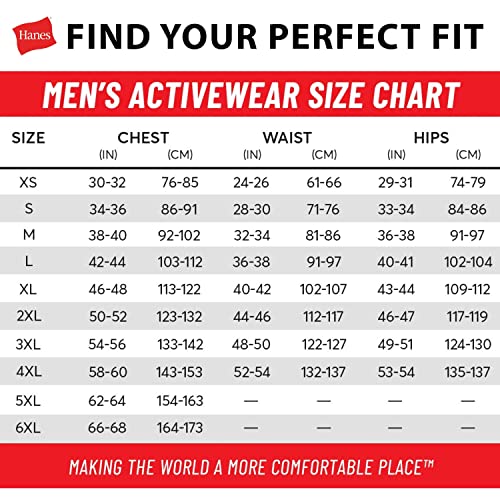 Hanes FIND YOUR PERFECT FIT
MEN'S ACTIVEWEAR SIZE CHART
SIZE CHEST WAIST HIPS
(IN) (CM) (IN) (CM) (IN) (CM)
XS 30-32 76-85 24-26 61-66 29-31 74-79
S 34-36 86-91 28-30 71-76 33-34 84-86
M 38-40 92-102 32-34 81-86 36-38 91-97
L 42-44 103-112 36-38 91-97 40-41 102-104
XL 46-48 113-122 40-42 102-107 43-44 109-112
2XL 50-52 123-132 44-46 112-117 46-47 117-119
3XL 54-56 133-142 48-50 122-127 49-51 124-130
4XL 58-60 143-153 52-54 132-137 53-54 135-137
5XL 62-64 154-163 — — — —
6XL 66-68 164-173 — — — —
MAKING THE WORLD A MORE COMFORTABLE PLACE™